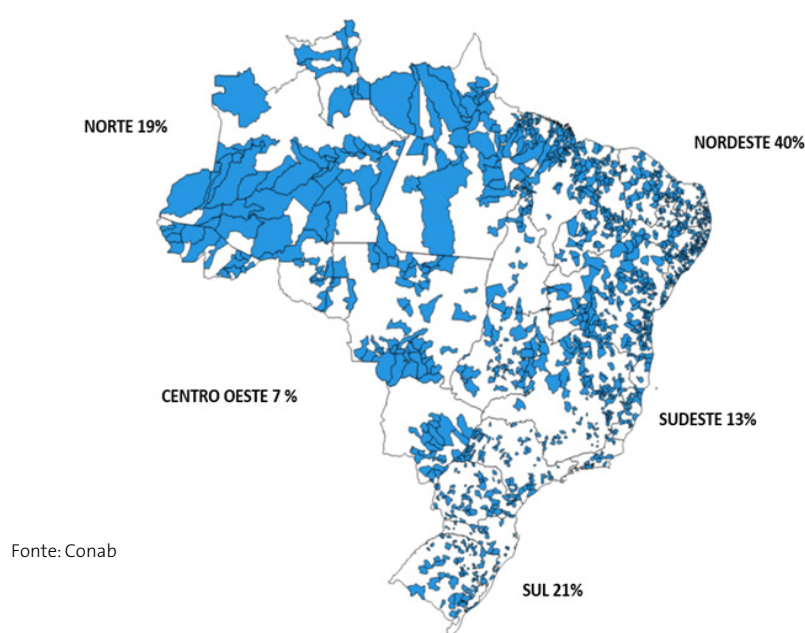 NORTE 19%
NORDESTE 40%
CENTRO OESTE 7 %
SUDESTE 13%
Fonte: Conab
SUL 21%